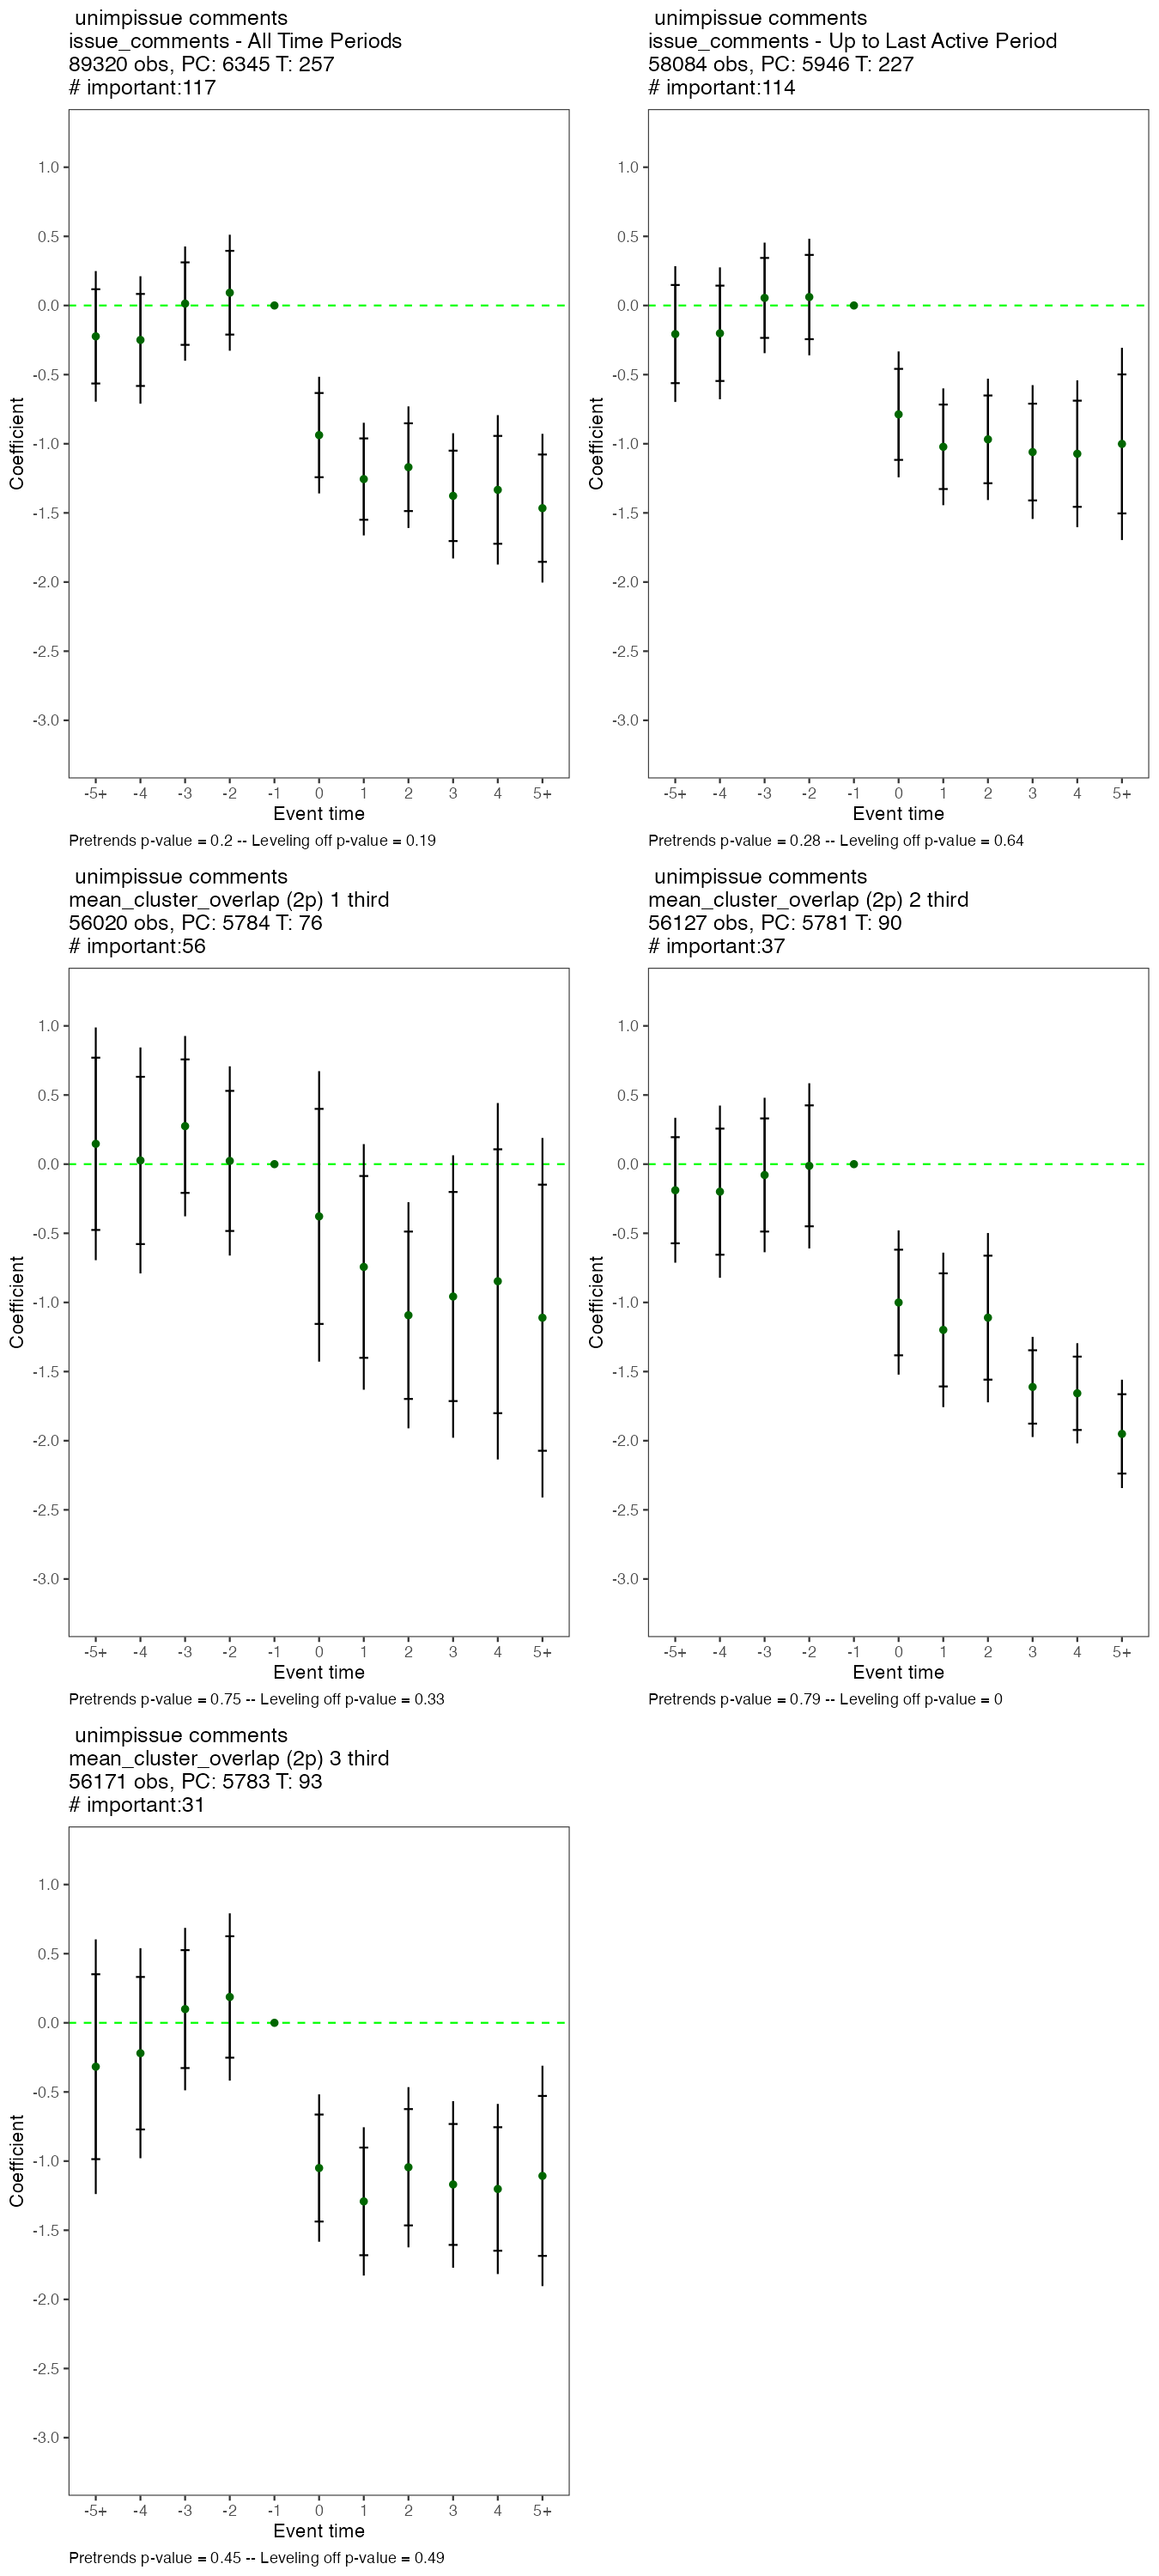 unimpissue comments
issue_comments - All Time Periods
89320 obs, PC: 6345 T: 257
# important:117
1.0
0.5
0.0
-0.5
-1.0
-1.5
-2.0
-2.5
-3.0
Coefficient
-5+ -4 -3 -2 -1 0 1 2 3 4 5+
Event time
Pretrends p-value = 0.2 -- Leveling off p-value = 0.19
unimpissue comments
issue_comments - Up to Last Active Period
58084 obs, PC: 5946 T: 227
# important:114
1.0
0.5
0.0
-0.5
-1.0
-1.5
-2.0
-2.5
-3.0
Coefficient
-5+ -4 -3 -2 -1 0 1 2 3 4 5+
Event time
Pretrends p-value = 0.28 -- Leveling off p-value = 0.64
unimpissue comments
mean_cluster_overlap (2p) 1 third
56020 obs, PC: 5784 T: 76
# important:56
1.0
0.5
0.0
-0.5
-1.0
-1.5
-2.0
-2.5
-3.0
Coefficient
-5+ -4 -3 -2 -1 0 1 2 3 4 5+
Event time
Pretrends p-value = 0.75 -- Leveling off p-value = 0.33
unimpissue comments
mean_cluster_overlap (2p) 2 third
56127 obs, PC: 5781 T: 90
# important:37
1.0
0.5
0.0
-0.5
-1.0
-1.5
-2.0
-2.5
-3.0
Coefficient
-5+ -4 -3 -2 -1 0 1 2 3 4 5+
Event time
Pretrends p-value = 0.79 -- Leveling off p-value = 0
unimpissue comments
mean_cluster_overlap (2p) 3 third
56171 obs, PC: 5783 T: 93
# important:31
1.0
0.5
0.0
-0.5
-1.0
-1.5
-2.0
-2.5
-3.0
Coefficient
-5+ -4 -3 -2 -1 0 1 2 3 4 5+
Event time
Pretrends p-value = 0.45 -- Leveling off p-value = 0.49